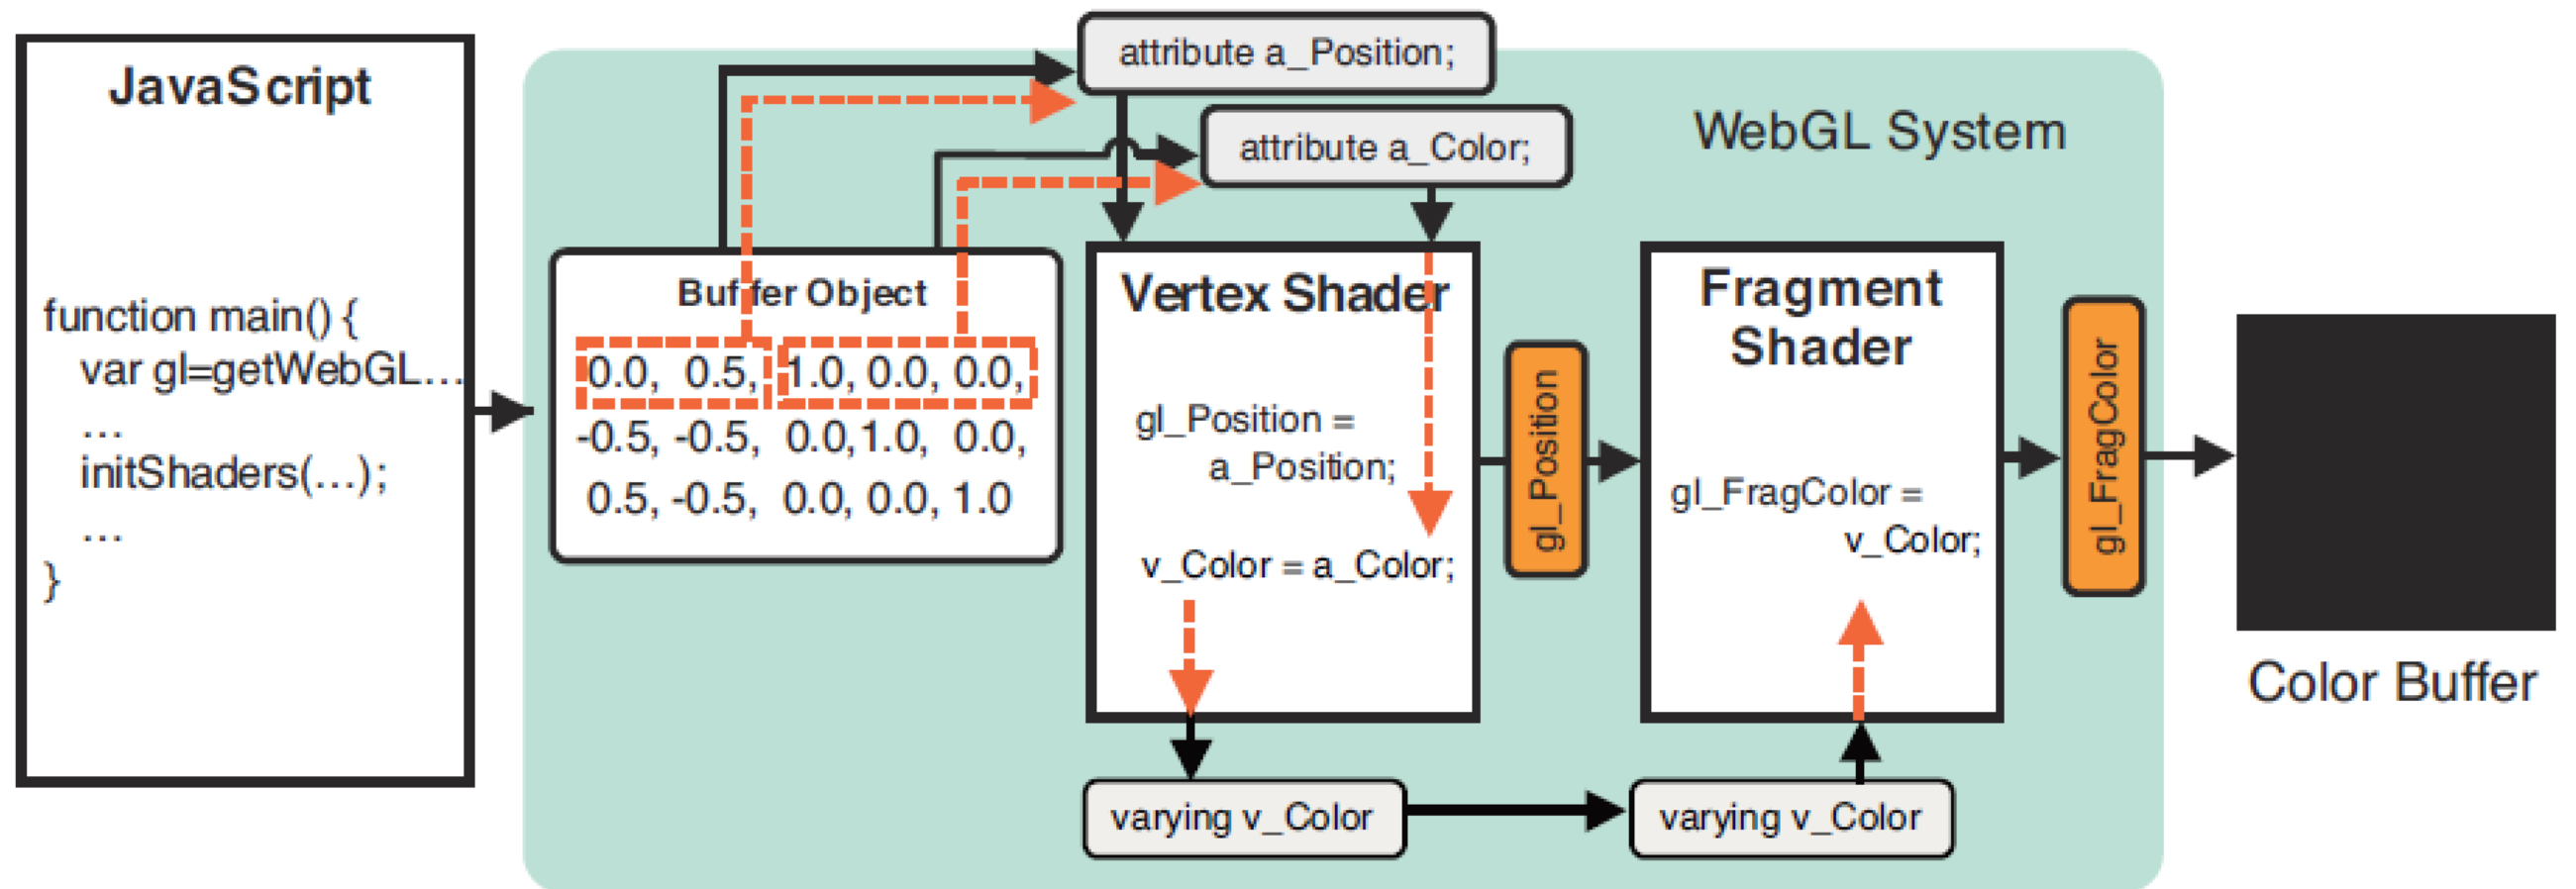 JavaScript
function main() {
var gl=getWebGL…
…
initShaders(…);
…
}
attribute a_Position;
attribute a_Color;
WebGL System
Buffer Object
0.0, 0.5, 1.0, 0.0, 0.0,
-0.5, -0.5, 0.0, 1.0, 0.0,
0.5, -0.5, 0.0, 0.0, 1.0
Vertex Shader
gl_Position =
a_Position;
v_Color = a_Color;
gl_Position
Fragment
Shader
gl_FragColor =
v_Color;
gl_FragColor
Color Buffer
varying v_Color
varying v_Color